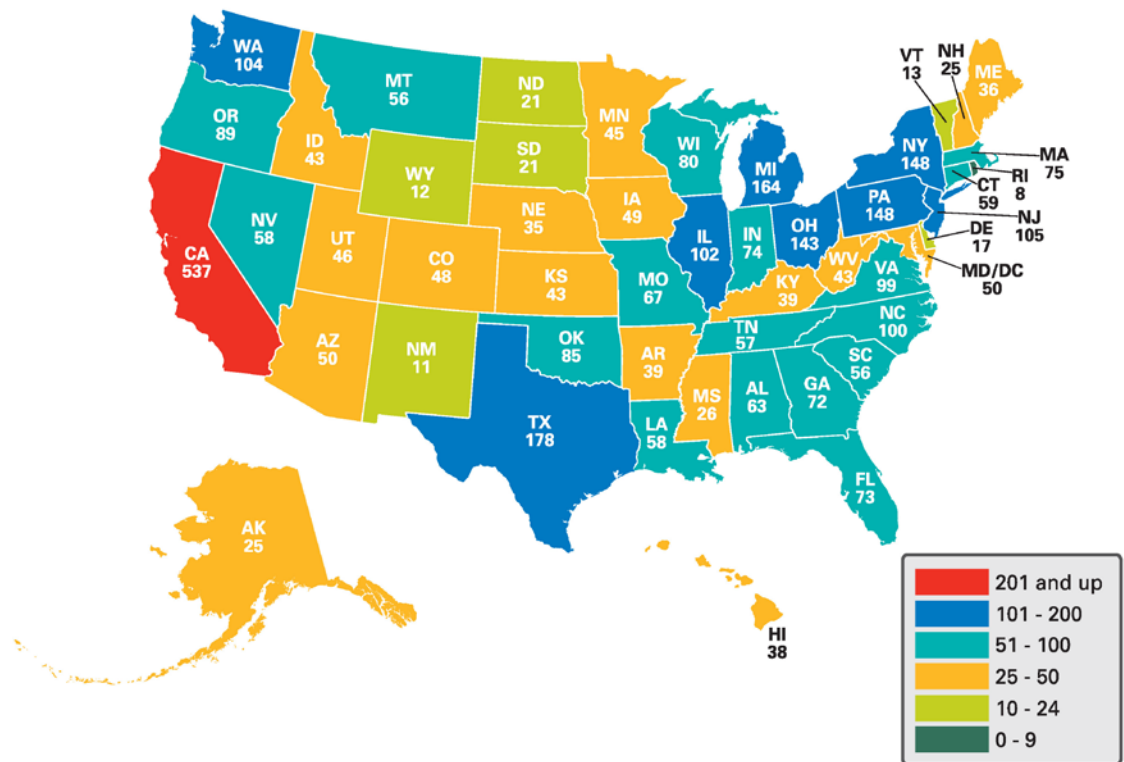 WA
104
OR
89
CA
537
NV
58
ID
43
MT
56
WY
12
UT
46
CO
48
AZ
50
NM
11
ND
21
SD
21
NE
35
KS
43
OK
85
TX
178
MN
45
IA
49
MO
67
AR
39
LA
58
WI
80
IL
102
MI
164
IN
74
OH
143
KY
39
TN
57
MS
26
AL
63
GA
72
FL
73
SC
56
NC
100
VA
99
WV
43
PA
148
NY
148
VT
13
NH
25
ME
36
MA
75
RI
8
CT
59
NJ
105
DE
17
MD/DC
50
AK
25
HI
38
201 and up
101 - 200
51 - 100
25 - 50
10 - 24
0 - 9